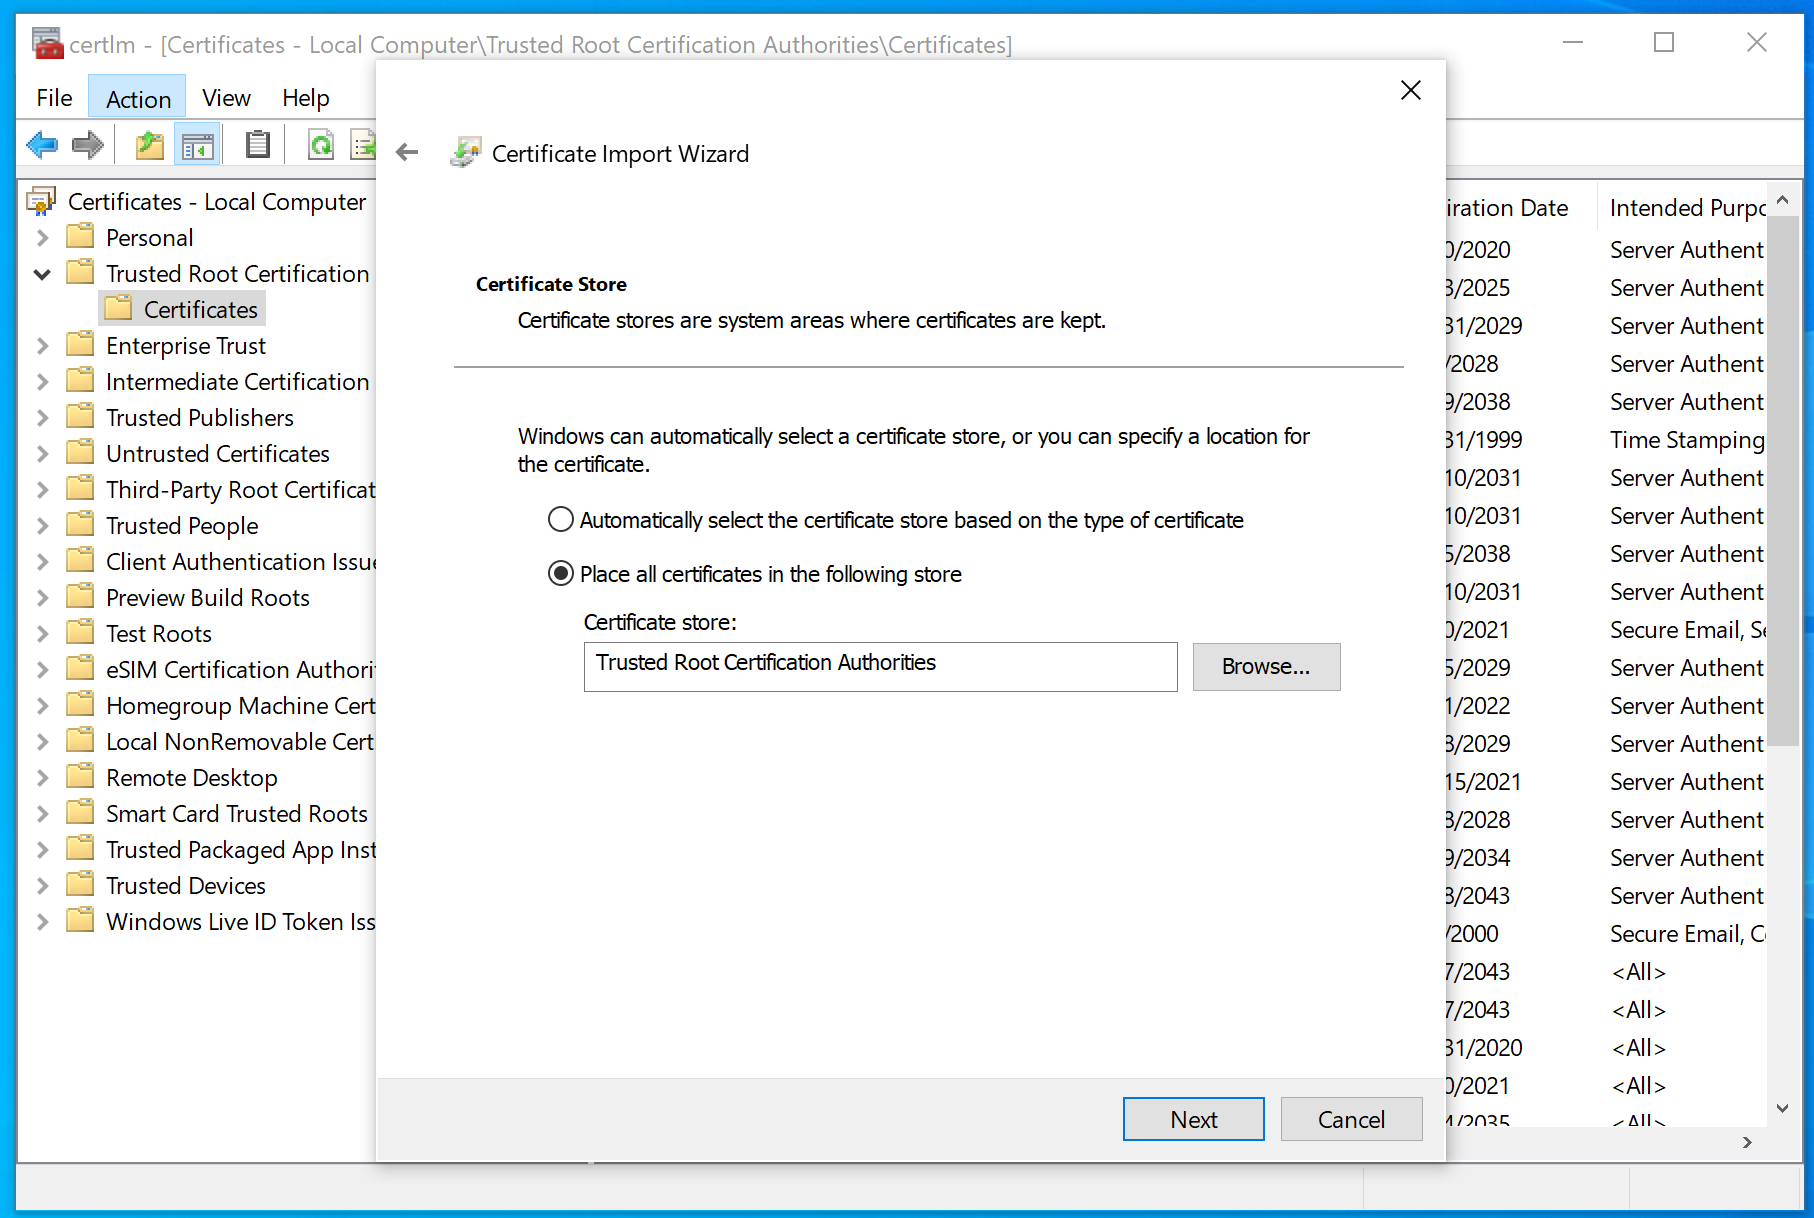 certlm - [Certificates - Local Computer\Trusted Root Certification Authorities\Certificates]
File Action View Help
Certificates - Local Computer
Personal
Trusted Root Certification
Certificates
Enterprise Trust
Intermediate Certification
Trusted Publishers
Untrusted Certificates
Third-Party Root Certificat
Trusted People
Client Authentication Issue
Preview Build Roots
Test Roots
eSIM Certification Authori
Homegroup Machine Cert
Local NonRemovable Cert
Remote Desktop
Smart Card Trusted Roots
Trusted Packaged App Inst
Trusted Devices
Windows Live ID Token Iss
Certificate Import Wizard
Certificate Store
Certificate stores are system areas where certificates are kept.
Windows can automatically select a certificate store, or you can specify a location for
the certificate.
Automatically select the certificate store based on the type of certificate
Place all certificates in the following store
Certificate store:
Trusted Root Certification Authorities
Browse...
Next Cancel
iration Date Intended Purpo
0/2020 Server Authent
3/2025 Server Authent
31/2029 Server Authent
/2028 Server Authent
9/2038 Server Authent
31/1999 Time Stamping
10/2031 Server Authent
10/2031 Server Authent
5/2038 Server Authent
10/2031 Server Authent
0/2021 Secure Email, Se
5/2029 Server Authent
1/2022 Server Authent
8/2029 Server Authent
15/2021 Server Authent
8/2028 Server Authent
9/2034 Server Authent
8/2043 Server Authent
/2000 Secure Email, C
7/2043 <All>
7/2043 <All>
31/2020 <All>
0/2021 <All>
4/2035 <All>